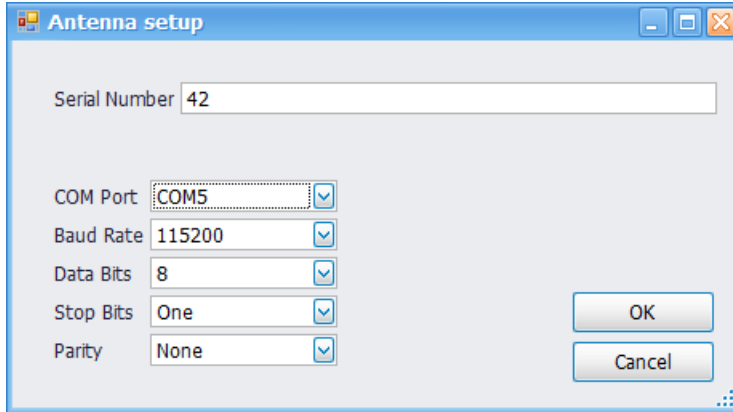 Antenna setup
Serial Number 42
COM Port COM5
Baud Rate 115200
Data Bits 8
Stop Bits One
OK
Parity None
Cancel